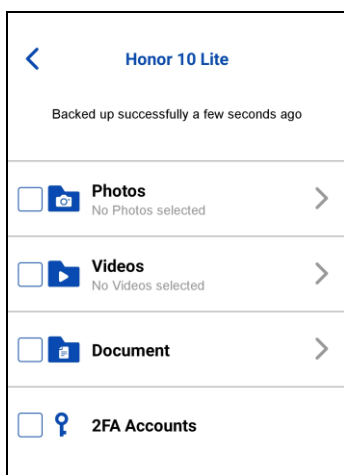 Honor 10 Lite
Backed up successfully a few seconds ago
Photos
No Photos selected
Videos
No Videos selected
Document
2FA Accounts